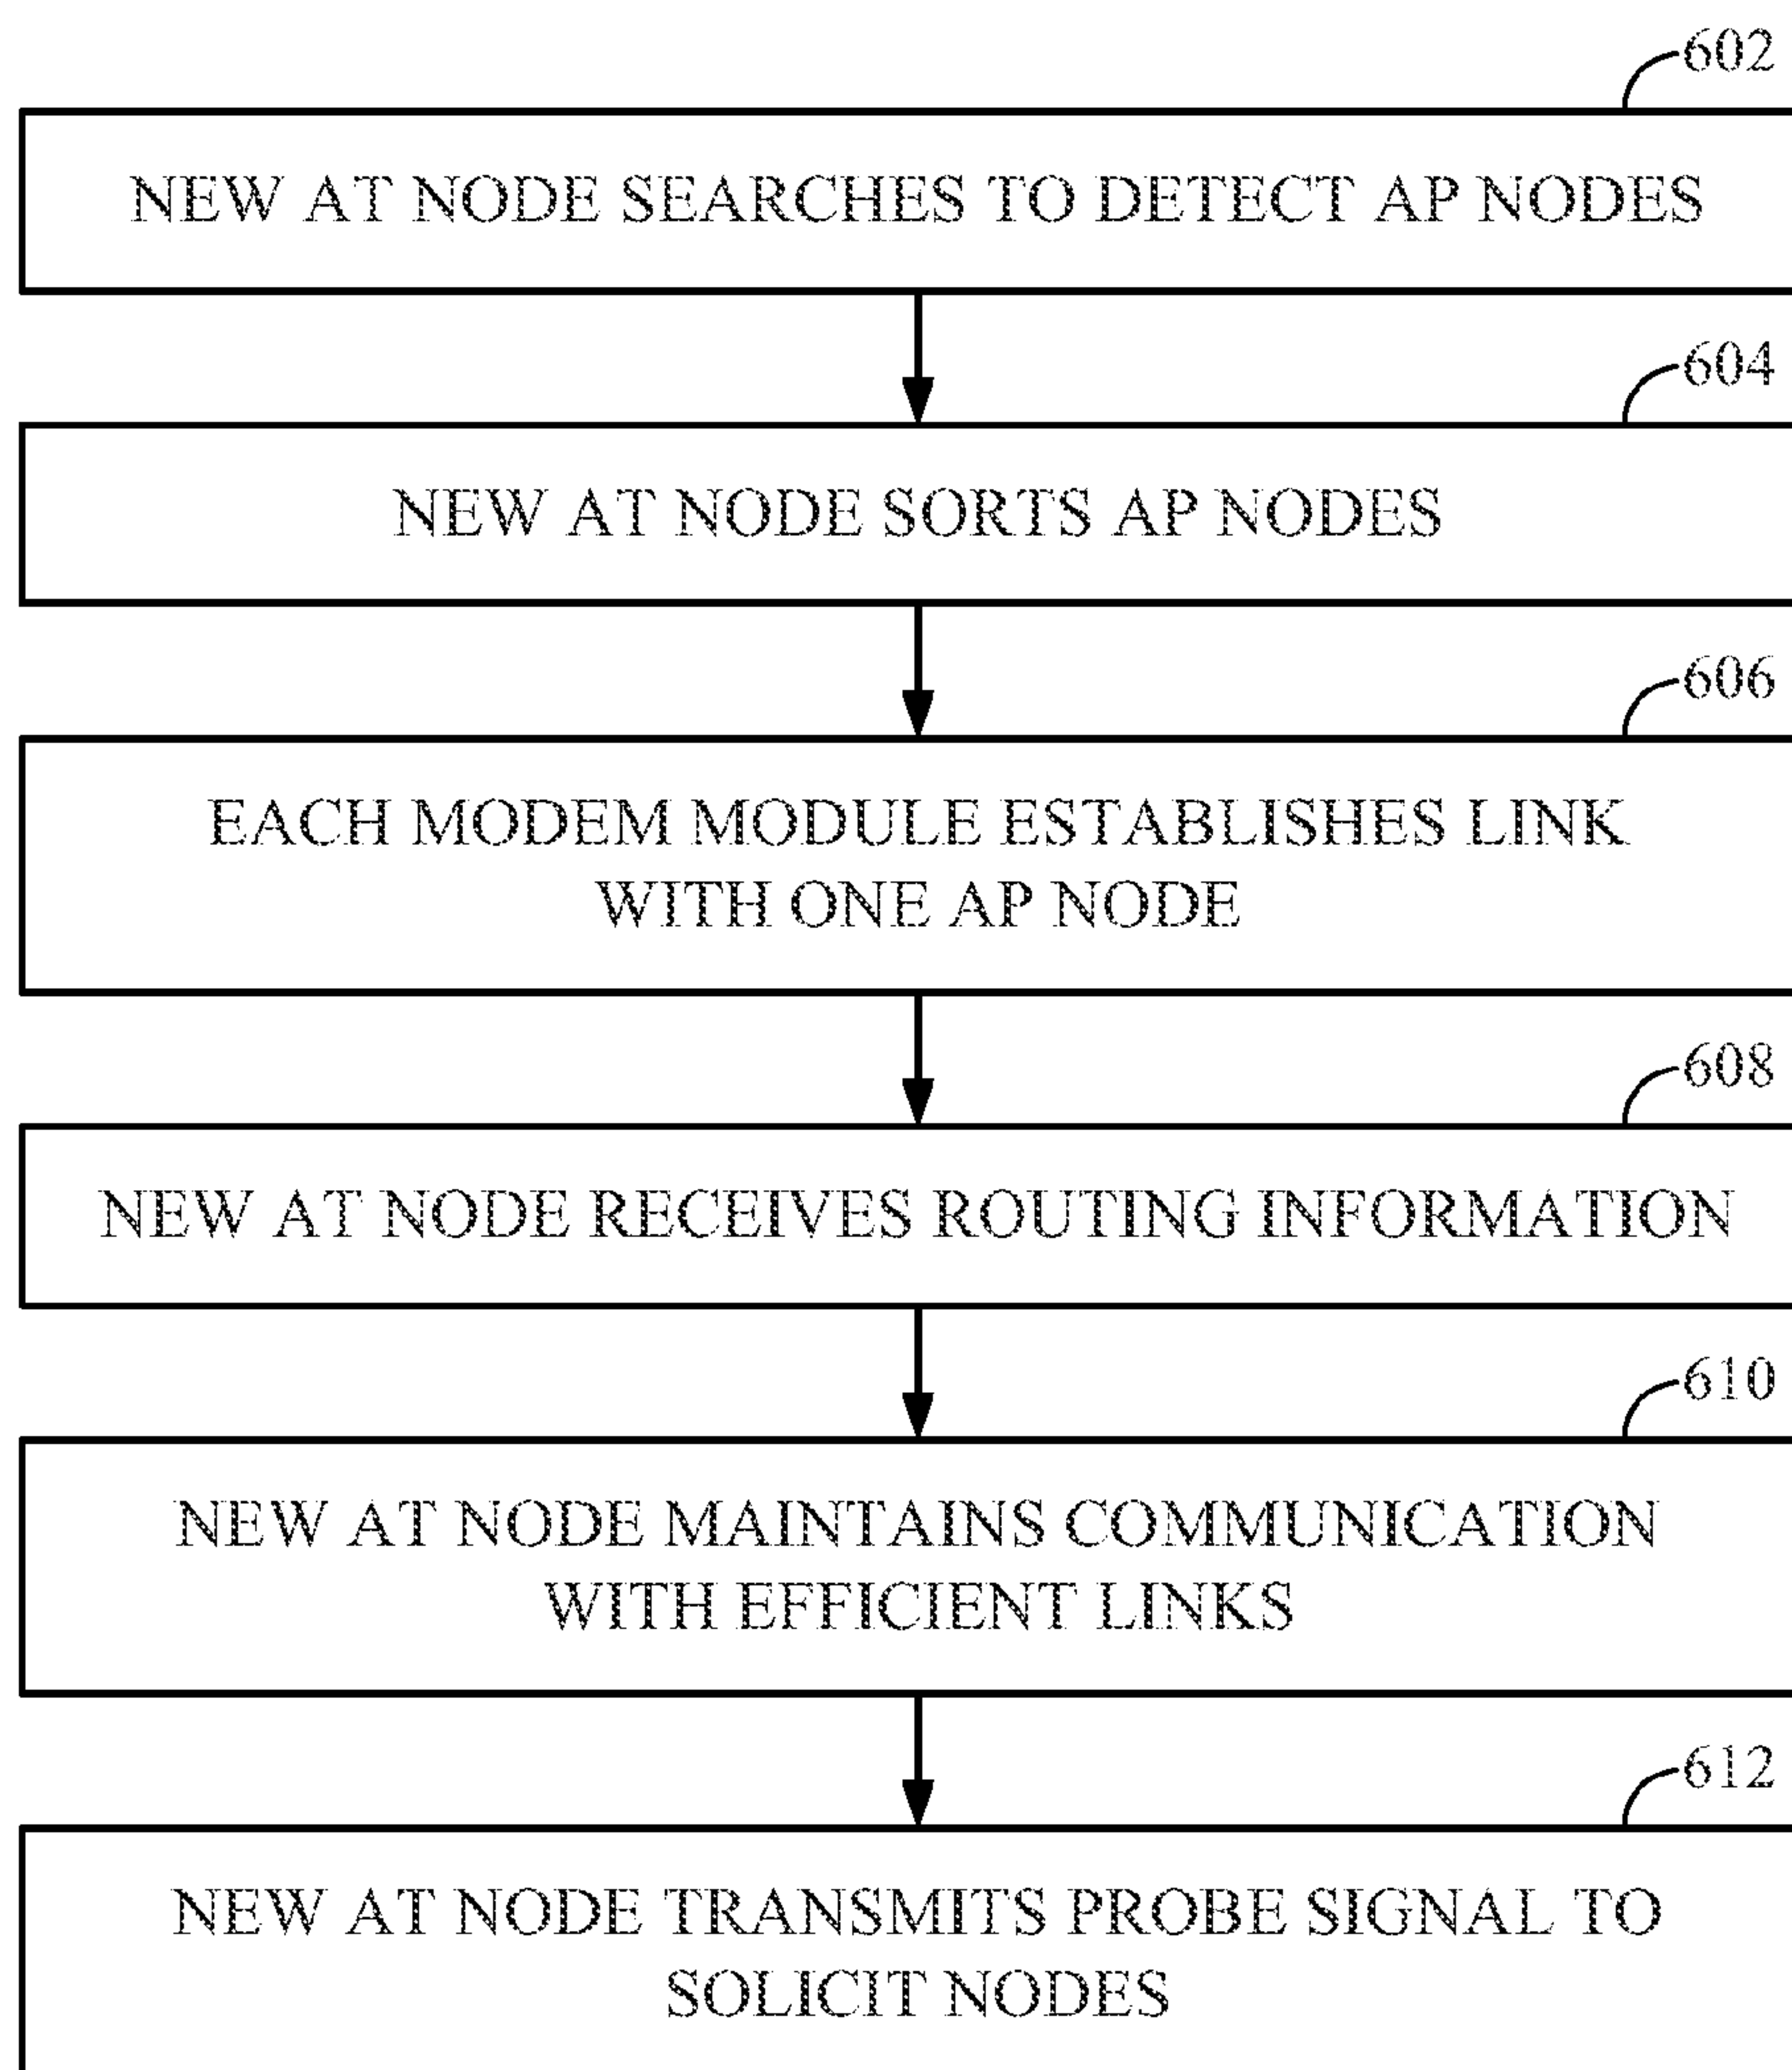 602
NEW AT NODE SEARCHES TO DETECT AP NODES
604
NEW AT NODE SORTS AP NODES
606
EACH MODEM MODULE ESTABLISHES LINK
WITH ONE AP NODE
608
NEW AT NODE RECEIVES ROUTING INFORMATION
610
NEW AT NODE MAINTAINS COMMUNICATION
WITH EFFICIENT LINKS
612
NEW AT NODE TRANSMITS PROBE SIGNAL TO
SOLICIT NODES